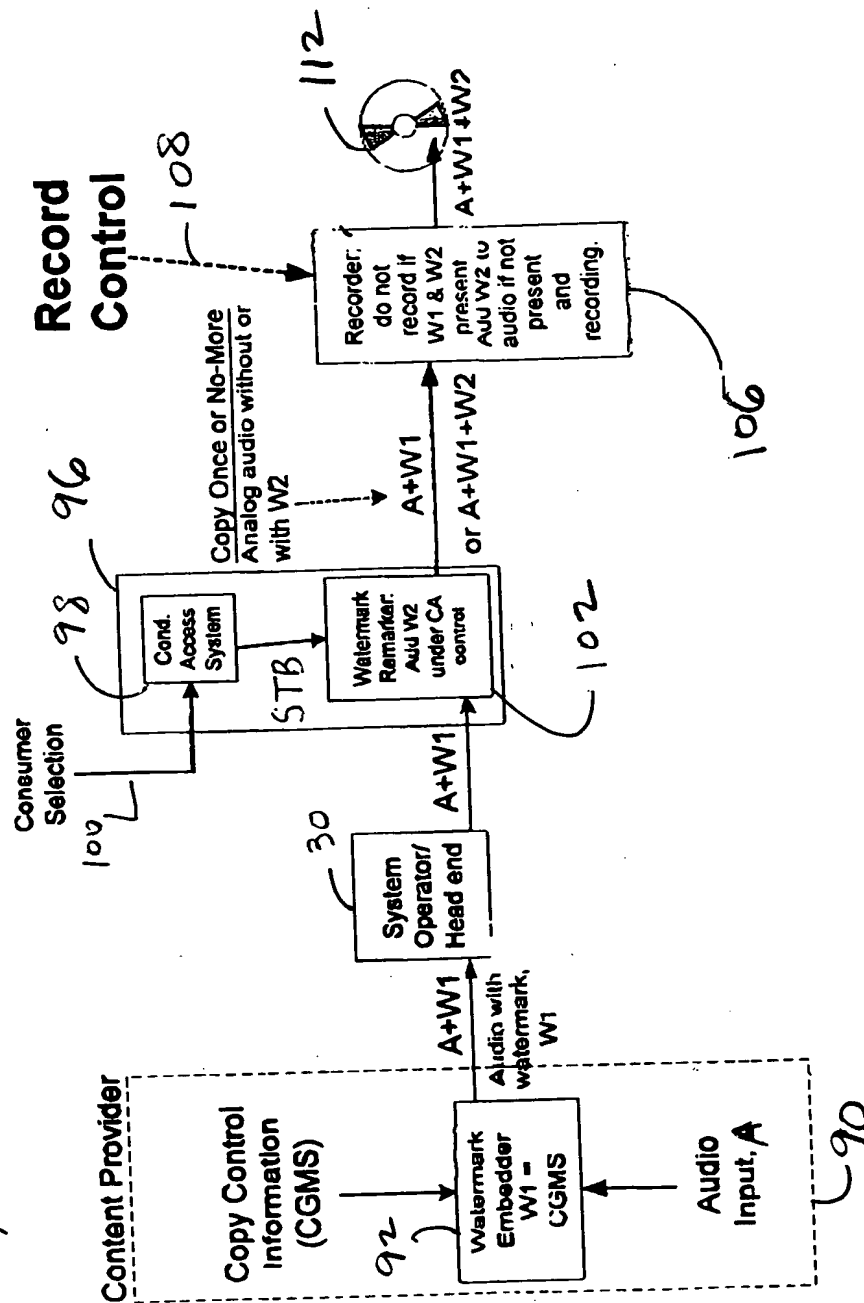 Content Provider
Copy Control
Information
(CGMS)
92
Watermark
Embedder
W1 =
CGMS
Audio
Input, A
90
A+W1
Audio with
watermark,
W1
System
Operator/
Head end
30
A+W1
Consumer
Selection
100
98
96
Cond.
Access
System
STB
Watermark
Remarker:
Add W2
under CA
control
102
Copy Once or No-More
Analog audio without or
with W2
A+W1
or A+W1+W2
Record
Control
108
Recorder:
do not
record if
W1 & W2
present
Add W2 to
audio if not
present
and
recording.
106
112
A+W1+W2